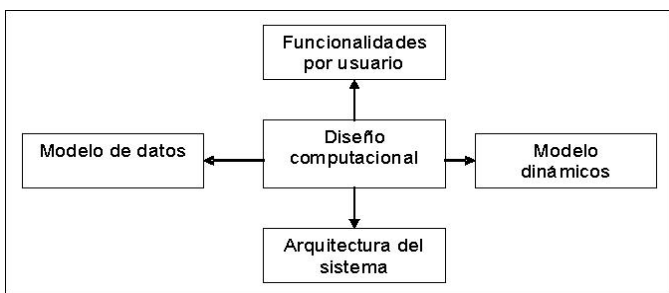 Funcionalidades
por usuario
Modelo de datos
Diseño
computacional
Modelo
dinámicos
Arquitectura del
sistema